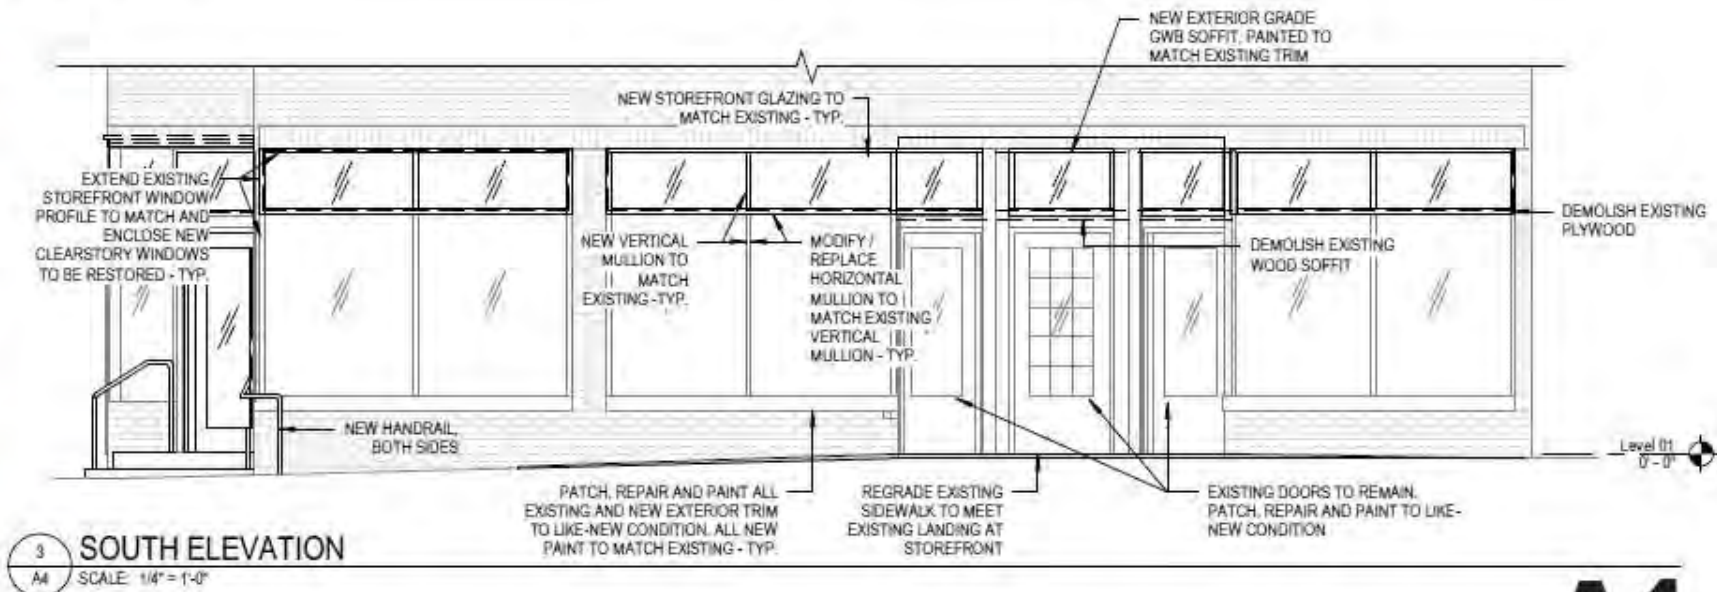 NEW EXTERIOR GRADE
GWB SOFFIT, PAINTED TO
MATCH EXISTING TRIM
NEW STOREFRONT GLAZING TO
MATCH EXISTING - TYP.
EXTEND EXISTING
STOREFRONT WINDOW
PROFILE TO MATCH AND
ENCLOSE NEW
CLEARSTORY WINDOWS
TO BE RESTORED - TYP.
NEW VERTICAL
MULLION TO
MATCH
EXISTING -TYP.
MODIFY /
REPLACE
HORIZONTAL
MULLION TO
MATCH EXISTING
VERTICAL
MULLION - TYP.
DEMOLISH EXISTING
WOOD SOFFIT
DEMOLISH EXISTING
PLYWOOD
NEW HANDRAIL,
BOTH SIDES
Level 01
0' - 0"
PATCH, REPAIR AND PAINT ALL
EXISTING AND NEW EXTERIOR TRIM
TO LIKE-NEW CONDITION. ALL NEW
PAINT TO MATCH EXISTING - TYP.
REGRADE EXISTING
SIDEWALK TO MEET
EXISTING LANDING AT
STOREFRONT
EXISTING DOORS TO REMAIN.
PATCH, REPAIR AND PAINT TO LIKE-
NEW CONDITION
3
A4
SOUTH ELEVATION
SCALE: 1/4" = 1'-0"